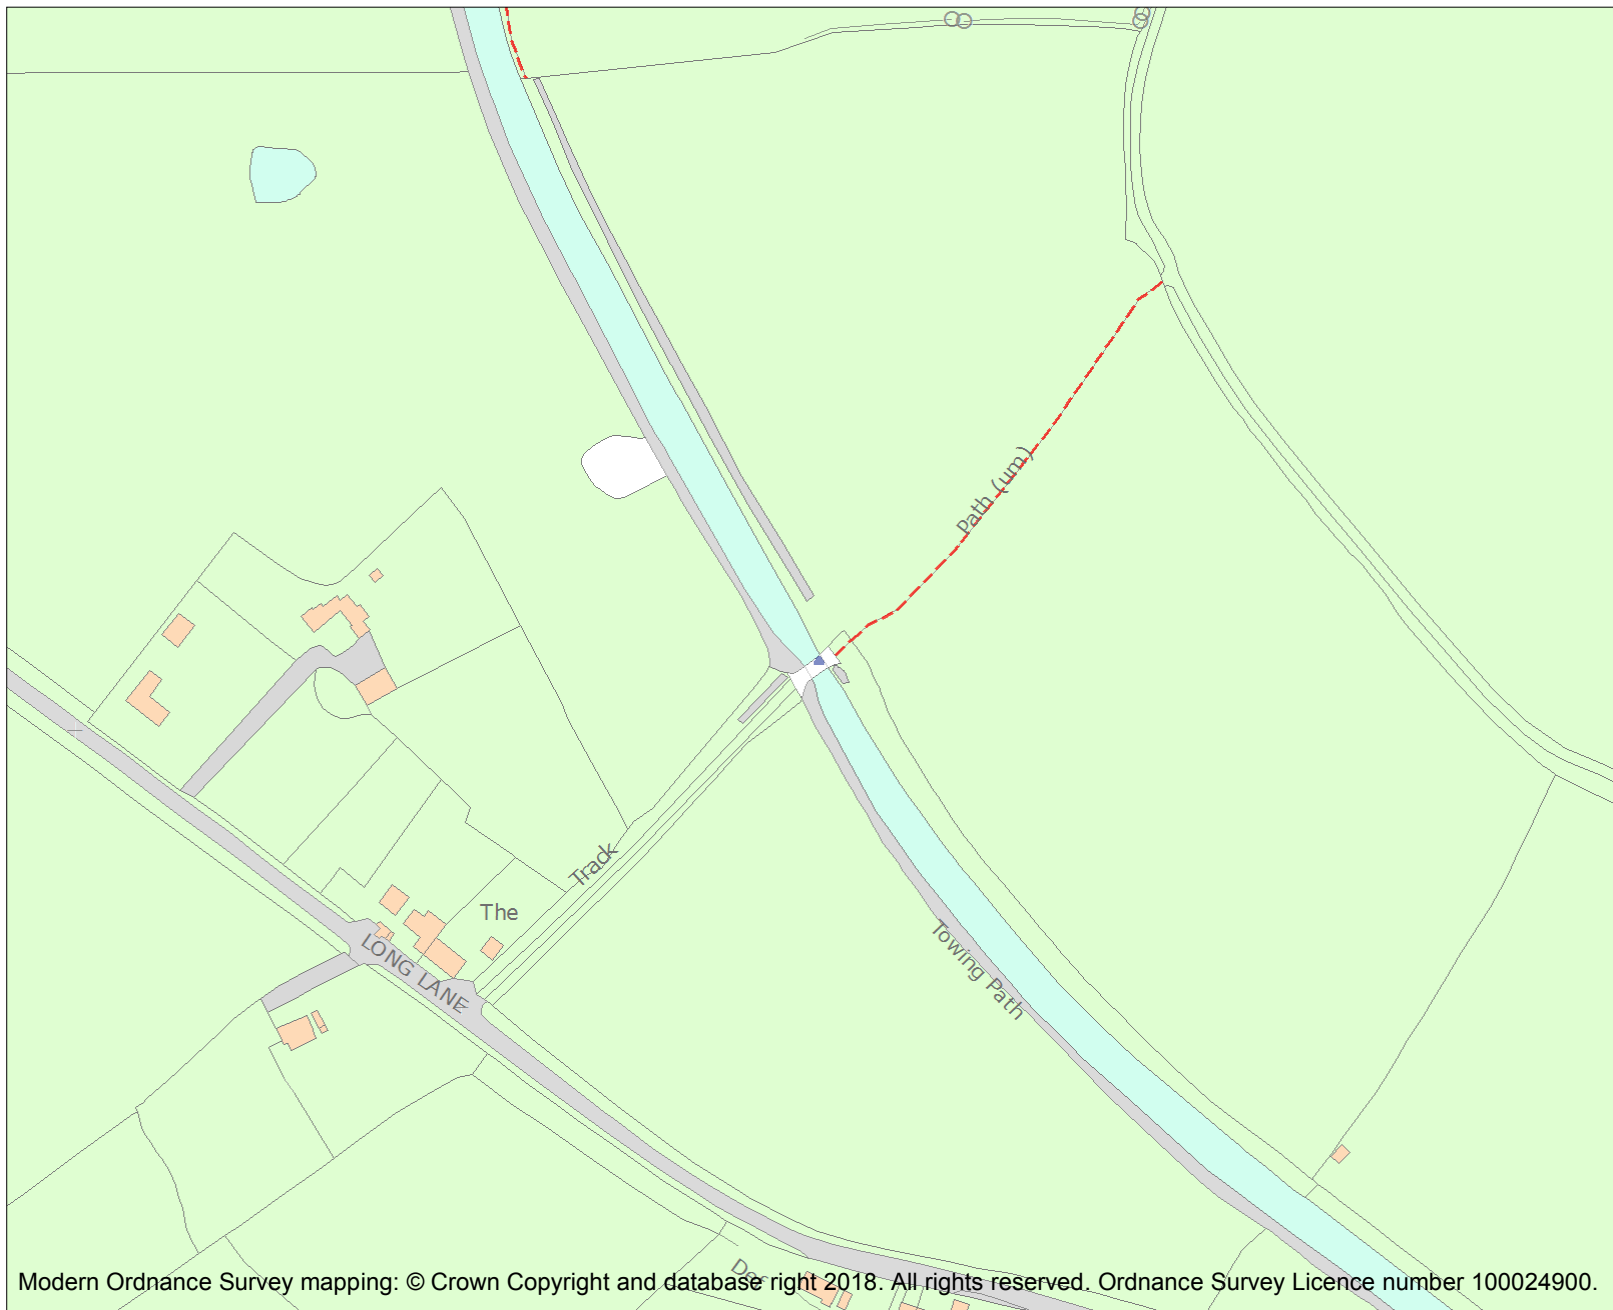 Path (um)
Track
The
LONG LANE
Towing Path
Modern Ordnance Survey mapping: © Crown Copyright and database right 2018. All rights reserved. Ordnance Survey Licence number 100024900.